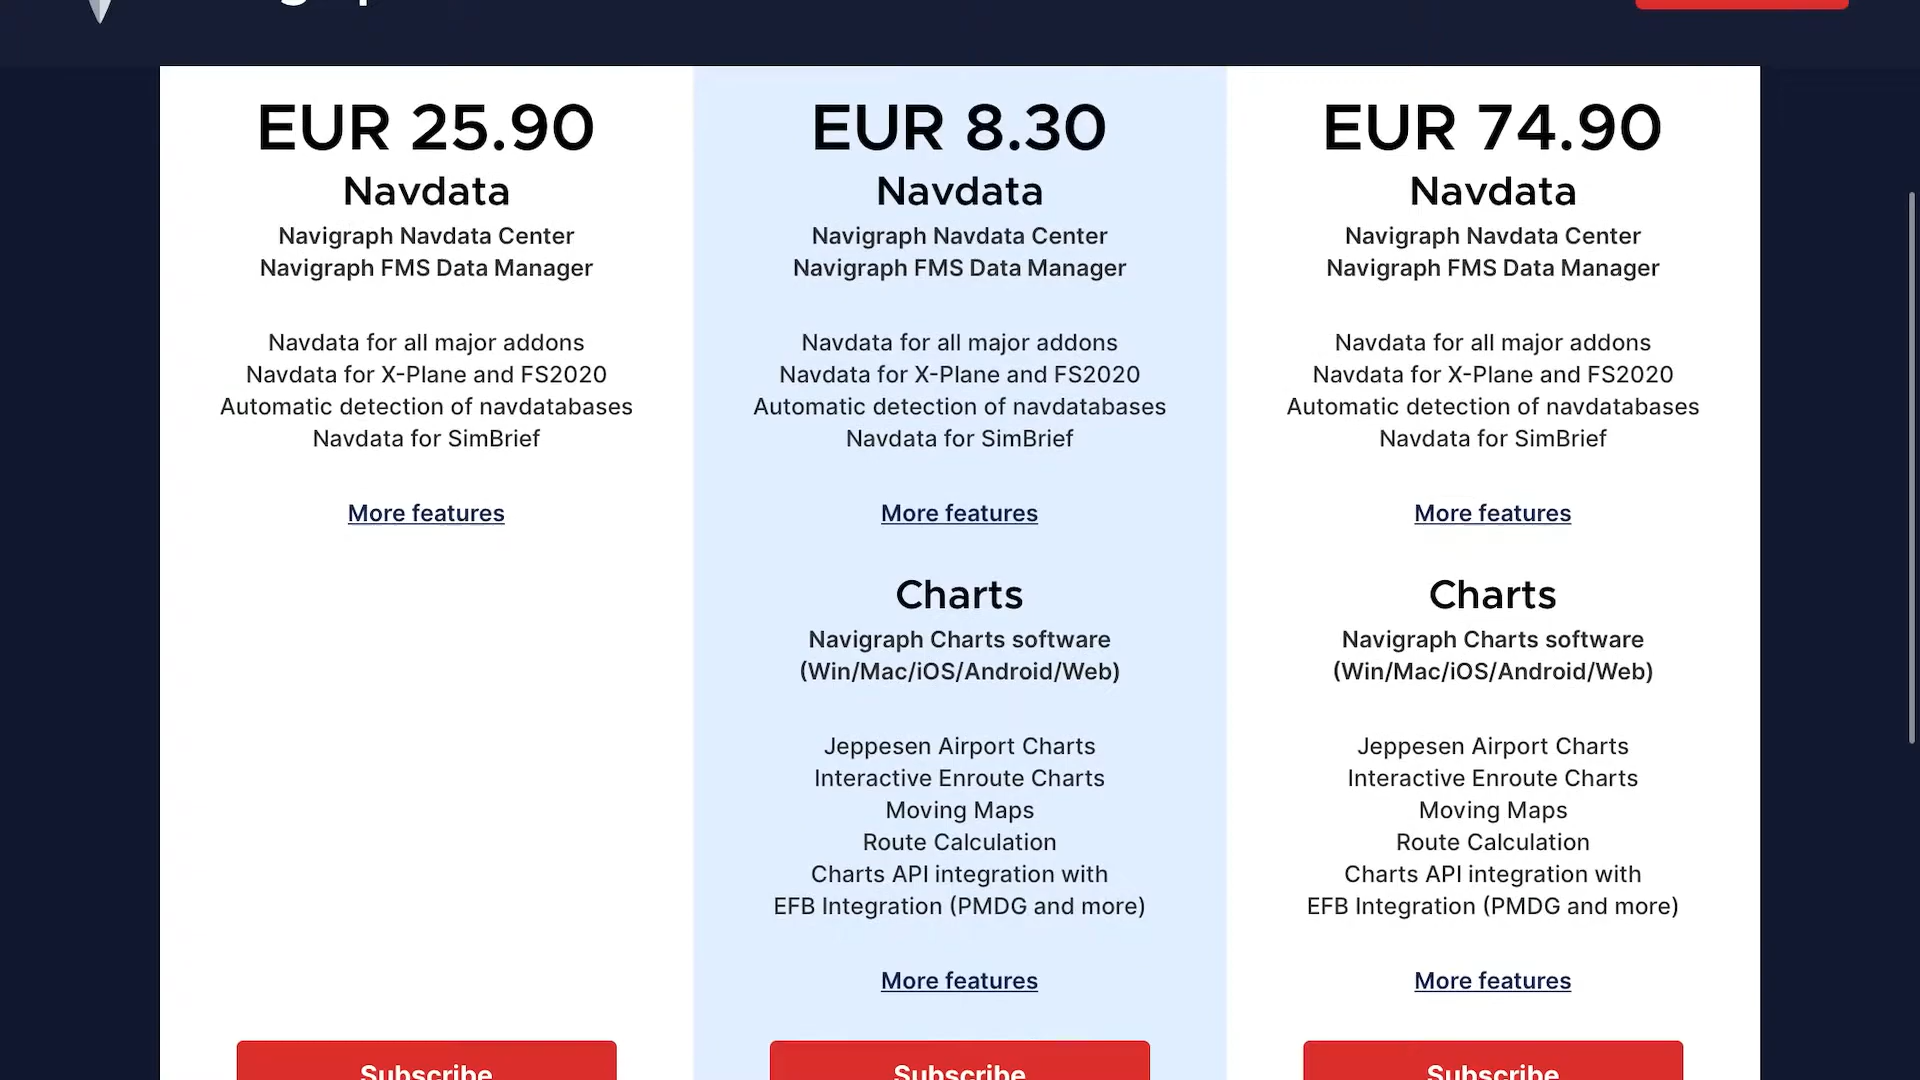 EUR 25.90
Navdata
Navigraph Navdata Center
Navigraph FMS Data Manager
Navdata for all major addons
Navdata for X-Plane and FS2020
Automatic detection of navdatabases
Navdata for SimBrief
More features
Subscribe
EUR 8.30
Navdata
Navigraph Navdata Center
Navigraph FMS Data Manager
Navdata for all major addons
Navdata for X-Plane and FS2020
Automatic detection of navdatabases
Navdata for SimBrief
More features
Charts
Navigraph Charts software
(Win/Mac/iOS/Android/Web)
Jeppesen Airport Charts
Interactive Enroute Charts
Moving Maps
Route Calculation
Charts API integration with
EFB Integration (PMDG and more)
More features
Subscribe
EUR 74.90
Navdata
Navigraph Navdata Center
Navigraph FMS Data Manager
Navdata for all major addons
Navdata for X-Plane and FS2020
Automatic detection of navdatabases
Navdata for SimBrief
More features
Charts
Navigraph Charts software
(Win/Mac/iOS/Android/Web)
Jeppesen Airport Charts
Interactive Enroute Charts
Moving Maps
Route Calculation
Charts API integration with
EFB Integration (PMDG and more)
More features
Subscribe